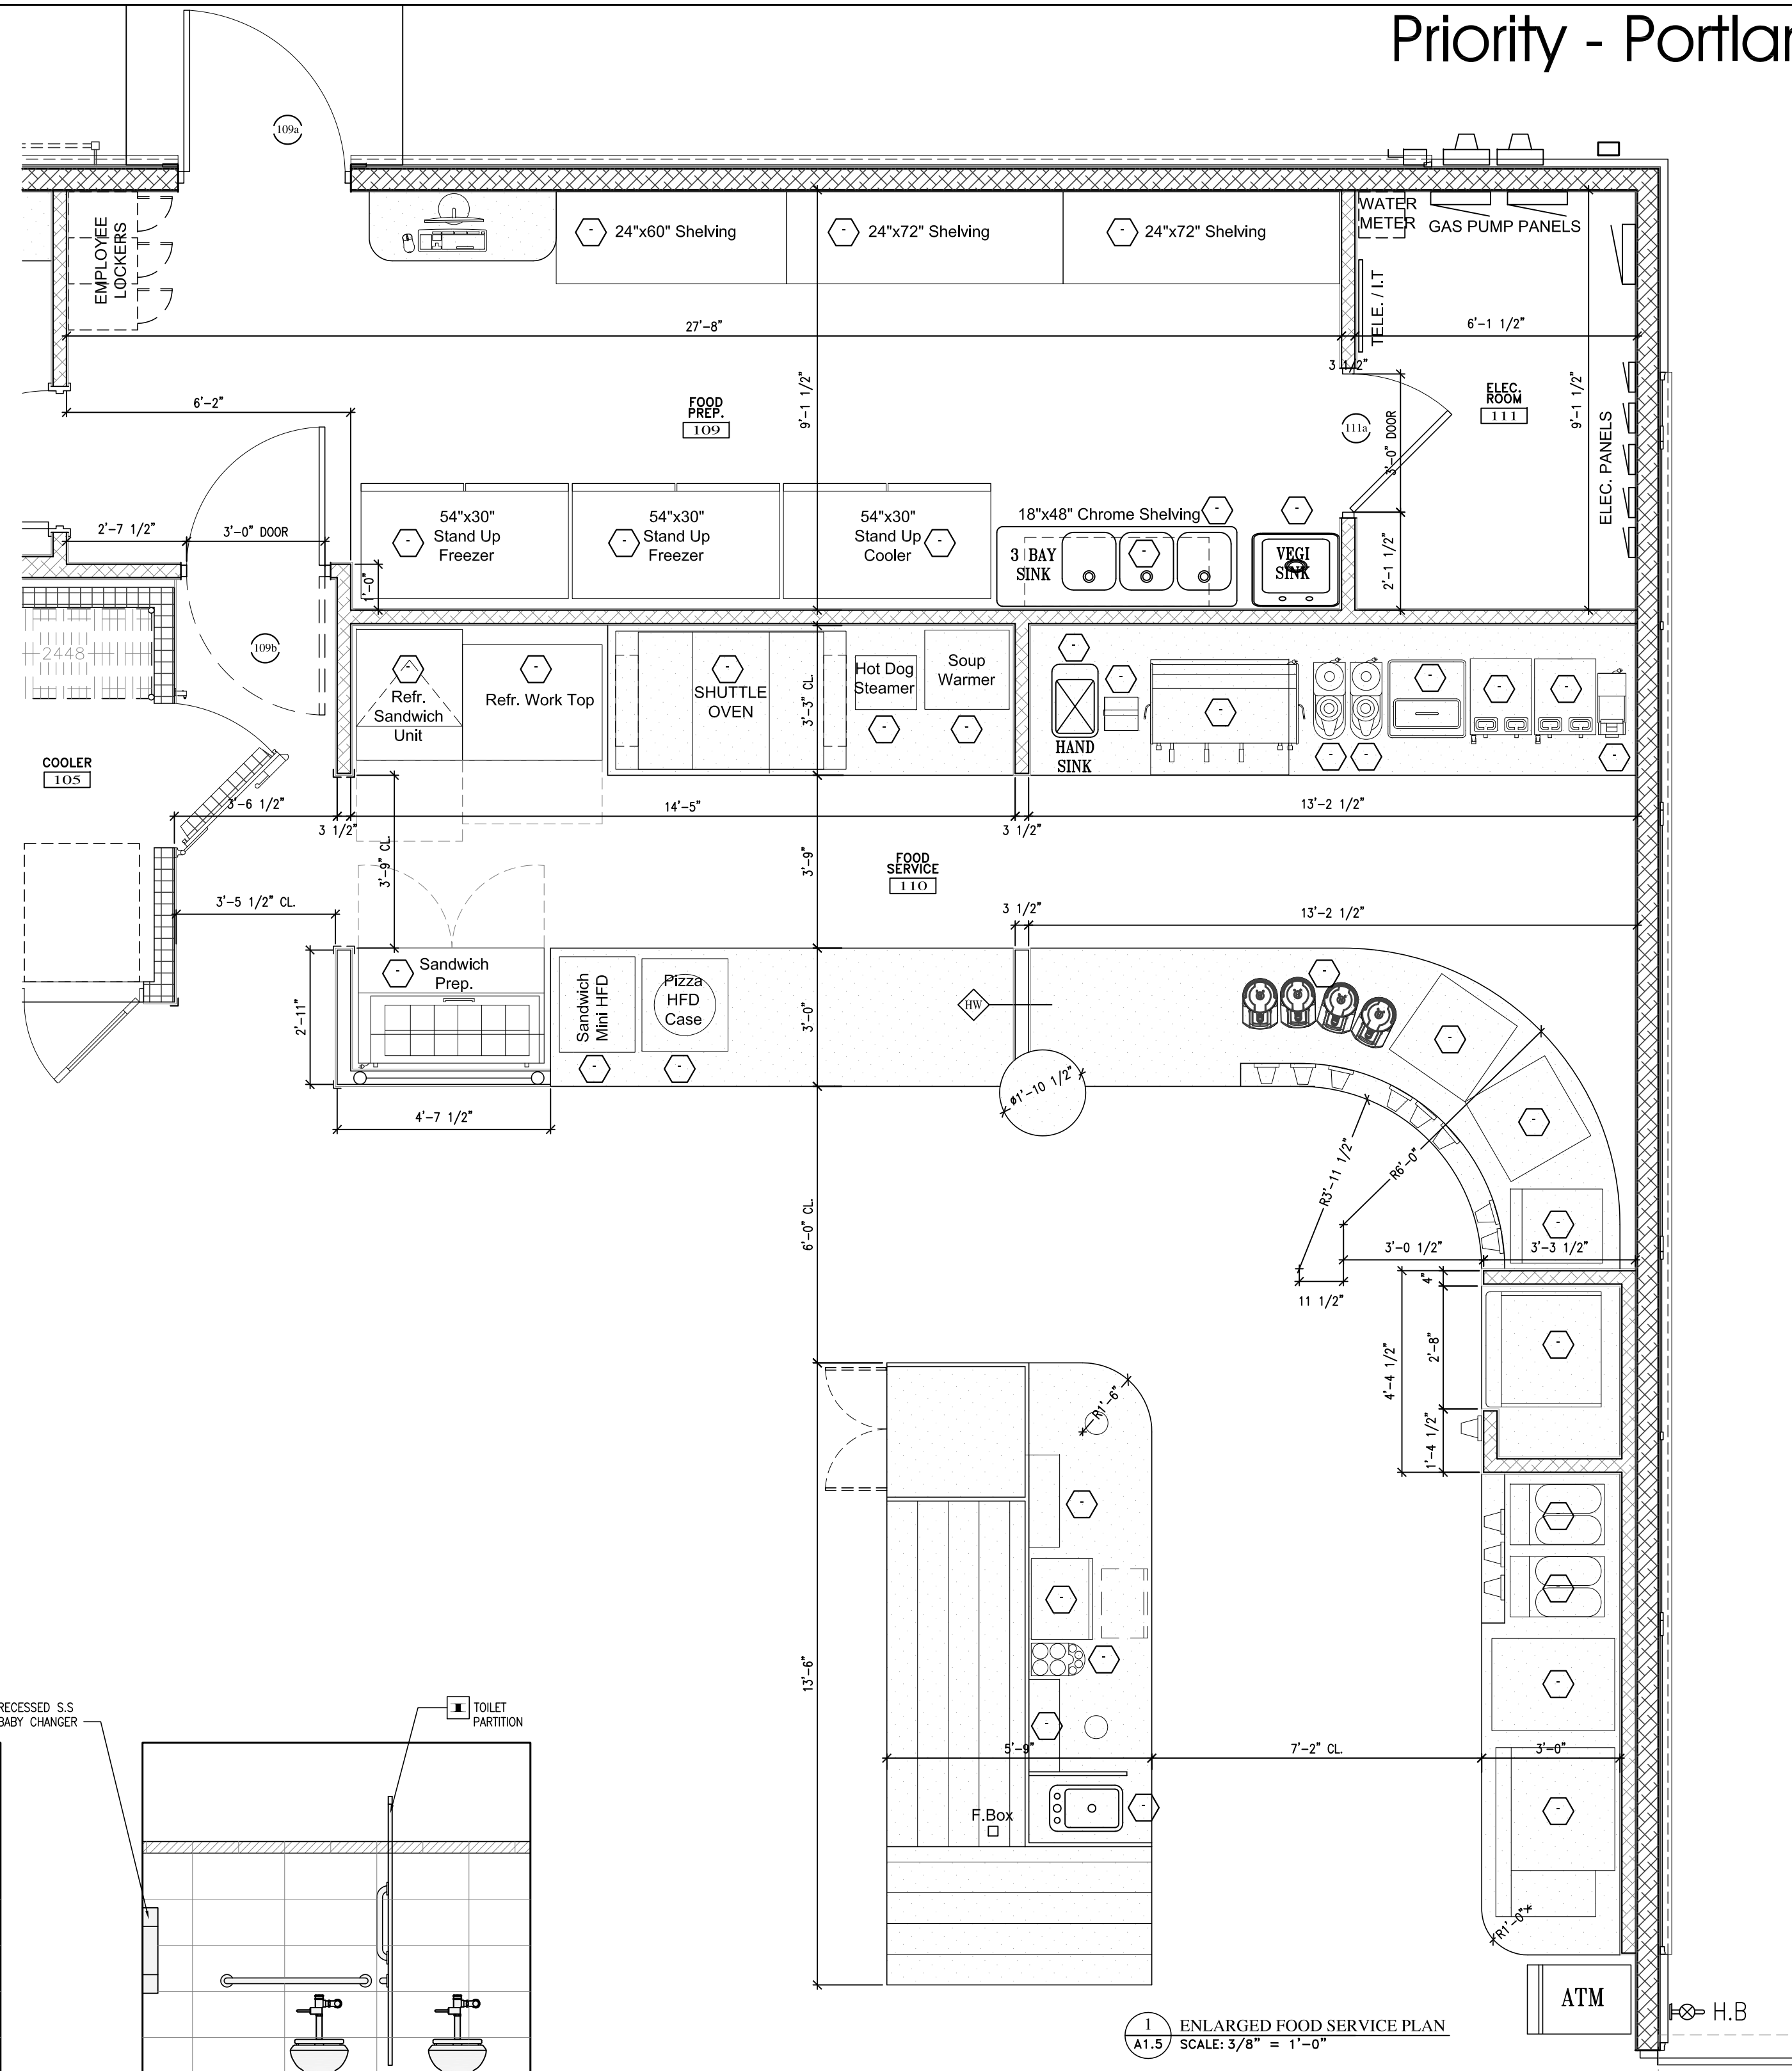 Priority - Portlan
109a
EMPLOYEE
LOCKERS
-
24"x60" Shelving
-
24"x72" Shelving
-
24"x72" Shelving
WATER
METER
GAS PUMP PANELS
TELE. / I.T
27'-8"
6'-1 1/2"
3 1/2"
9'-1 1/2"
9'-1 1/2"
6'-2"
FOOD
PREP.
109
ELEC.
ROOM
111
111a
3'-0" DOOR
ELEC. PANELS
2'-7 1/2"
3'-0" DOOR
54"x30"
Stand Up
Freezer
-
54"x30"
Stand Up
Freezer
-
54"x30"
Stand Up
Cooler
-
18"x48" Chrome Shelving
-
-
3 BAY
SINK
-
VEGI
SINK
2'-1 1/2"
1'-0"
2448
109b
-
Refr.
Sandwich
Unit
-
Refr. Work Top
-
SHUTTLE
OVEN
3'-3" CL.
Hot Dog
Steamer
-
Soup
Warmer
-
-
HAND
SINK
-
-
-
-
-
-
-
-
COOLER
105
3'-6 1/2"
3 1/2"
14'-5"
3 1/2"
13'-2 1/2"
3'-9" CL.
3'-9"
FOOD
SERVICE
110
3'-5 1/2" CL.
3 1/2"
13'-2 1/2"
-
Sandwich
Prep.
Sandwich
Mini HFD
-
Pizza
HFD
Case
-
2'-11"
3'-0"
HW
-
-
-
-
ø1'-10 1/2"
4'-7 1/2"
R3'-11 1/2"
R6'-0"
6'-0" CL.
3'-0 1/2"
3'-3 1/2"
11 1/2"
4"
2'-8"
4'-4 1/2"
1'-4 1/2"
-
R1'-6"
-
-
-
-
-
-
-
-
13'-6"
5'-9"
7'-2" CL.
3'-0"
F.Box
-
-
R1'-0"
RECESSED S.S
BABY CHANGER
TOILET
PARTITION
ATM
H.B
1
A1.5
ENLARGED FOOD SERVICE PLAN
SCALE: 3/8" = 1'-0"